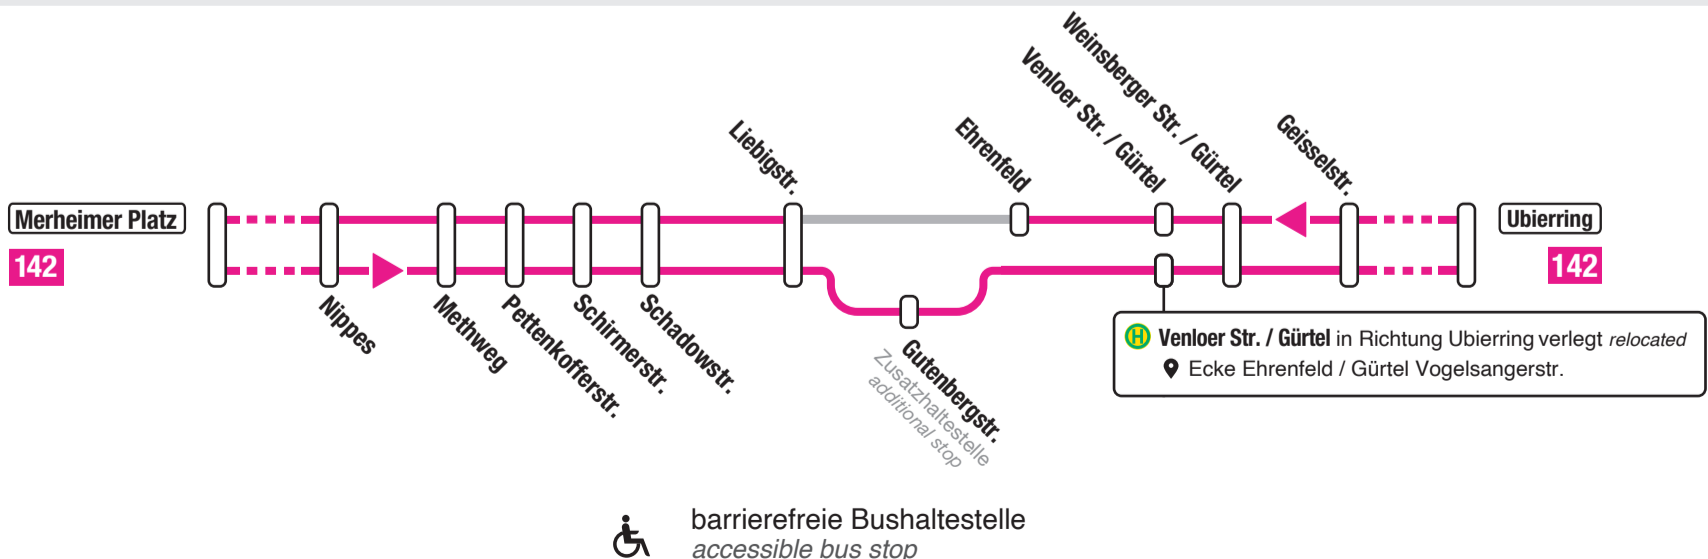 Merheimer Platz
142
Nippes
Methweg
Pettenkofferstr.
Schirmerstr.
Schadowstr.
Liebigstr.
Gutenbergstr.
Zusatzhaltestelle
additional stop
Ehrenfeld
Venloer Str. / Gürtel
Weinsberger Str. / Gürtel
Geisselstr.
Ubierring
142
H Venloer Str. / Gürtel in Richtung Ubierring verlegt relocated
Ecke Ehrenfeld / Gürtel Vogelsangerstr.
barrierefreie Bushaltestelle
accessible bus stop